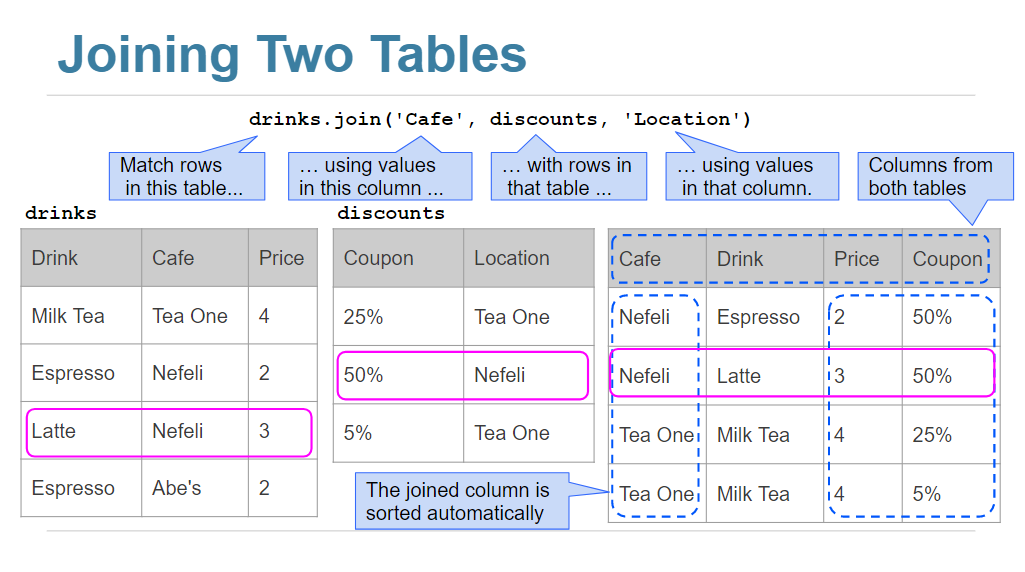 Joining Two Tables
drinks.join('Cafe', discounts, 'Location')
Match rows
in this table...
… using values
in this column ...
… with rows in
that table ...
… using values
in that column.
Columns from
both tables
drinks
Drink Cafe Price
Milk Tea Tea One 4
Espresso Nefeli 2
Latte Nefeli 3
Espresso Abe's 2
discounts
Coupon Location
25% Tea One
50% Nefeli
5% Tea One
Cafe Drink Price Coupon
Nefeli Espresso 2 50%
Nefeli Latte 3 50%
Tea One Milk Tea 4 25%
Tea One Milk Tea 4 5%
The joined column is
sorted automatically